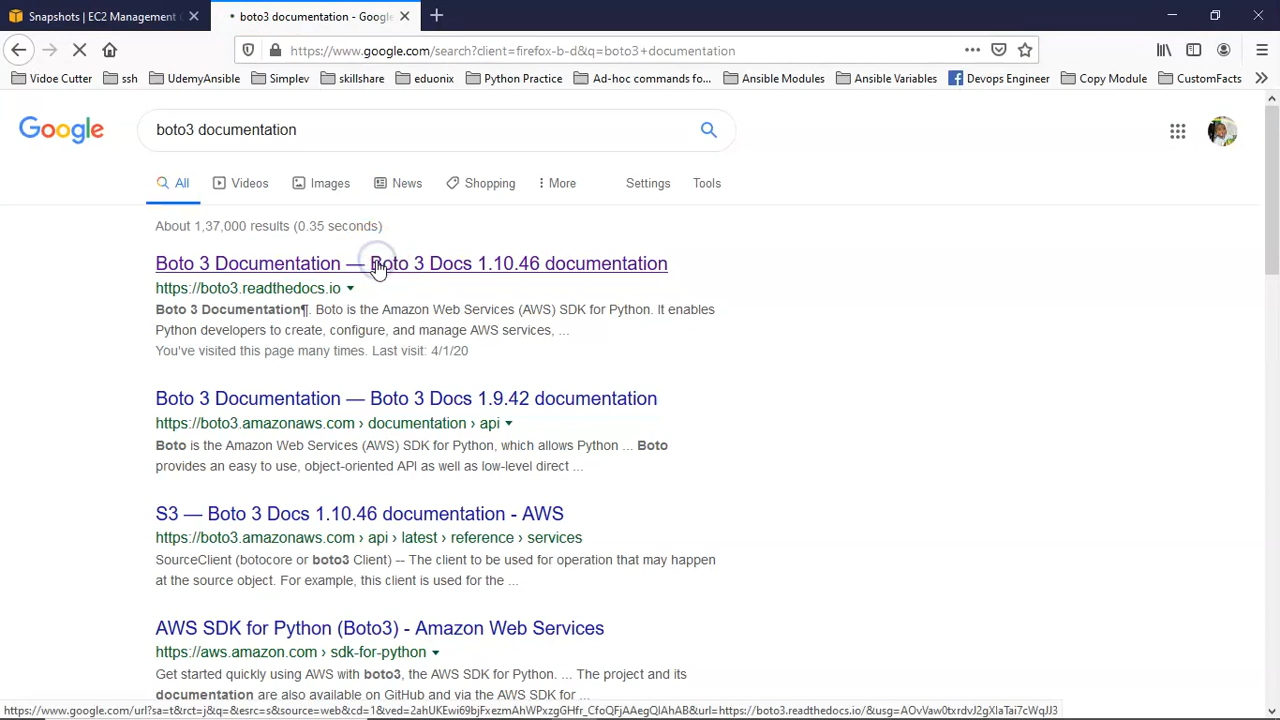 Snapshots | EC2 Management
boto3 documentation - Google
https://www.google.com/search?client=firefox-b-d&q=boto3+documentation
Vidoe Cutter
ssh
UdemyAnsible
Simplev
skillshare
eduonix
Python Practice
Ad-hoc commands fo...
Ansible Modules
Ansible Variables
Devops Engineer
Copy Module
CustomFacts
Google
boto3 documentation
All
Videos
Images
News
Shopping
More
Settings
Tools
About 1,37,000 results (0.35 seconds)
Boto 3 Documentation — Boto 3 Docs 1.10.46 documentation
https://boto3.readthedocs.io
Boto 3 Documentation¶. Boto is the Amazon Web Services (AWS) SDK for Python. It enables
Python developers to create, configure, and manage AWS services, ...
You've visited this page many times. Last visit: 4/1/20
Boto 3 Documentation — Boto 3 Docs 1.9.42 documentation
https://boto3.amazonaws.com › documentation › api
Boto is the Amazon Web Services (AWS) SDK for Python, which allows Python ... Boto
provides an easy to use, object-oriented API as well as low-level direct ...
S3 — Boto 3 Docs 1.10.46 documentation - AWS
https://boto3.amazonaws.com › api › latest › reference › services
SourceClient (botocore or boto3 Client) -- The client to be used for operation that may happen
at the source object. For example, this client is used for the ...
AWS SDK for Python (Boto3) - Amazon Web Services
https://aws.amazon.com › sdk-for-python
Get started quickly using AWS with boto3, the AWS SDK for Python. ... The project and its
documentation are also available on GitHub and via the AWS SDK for ...